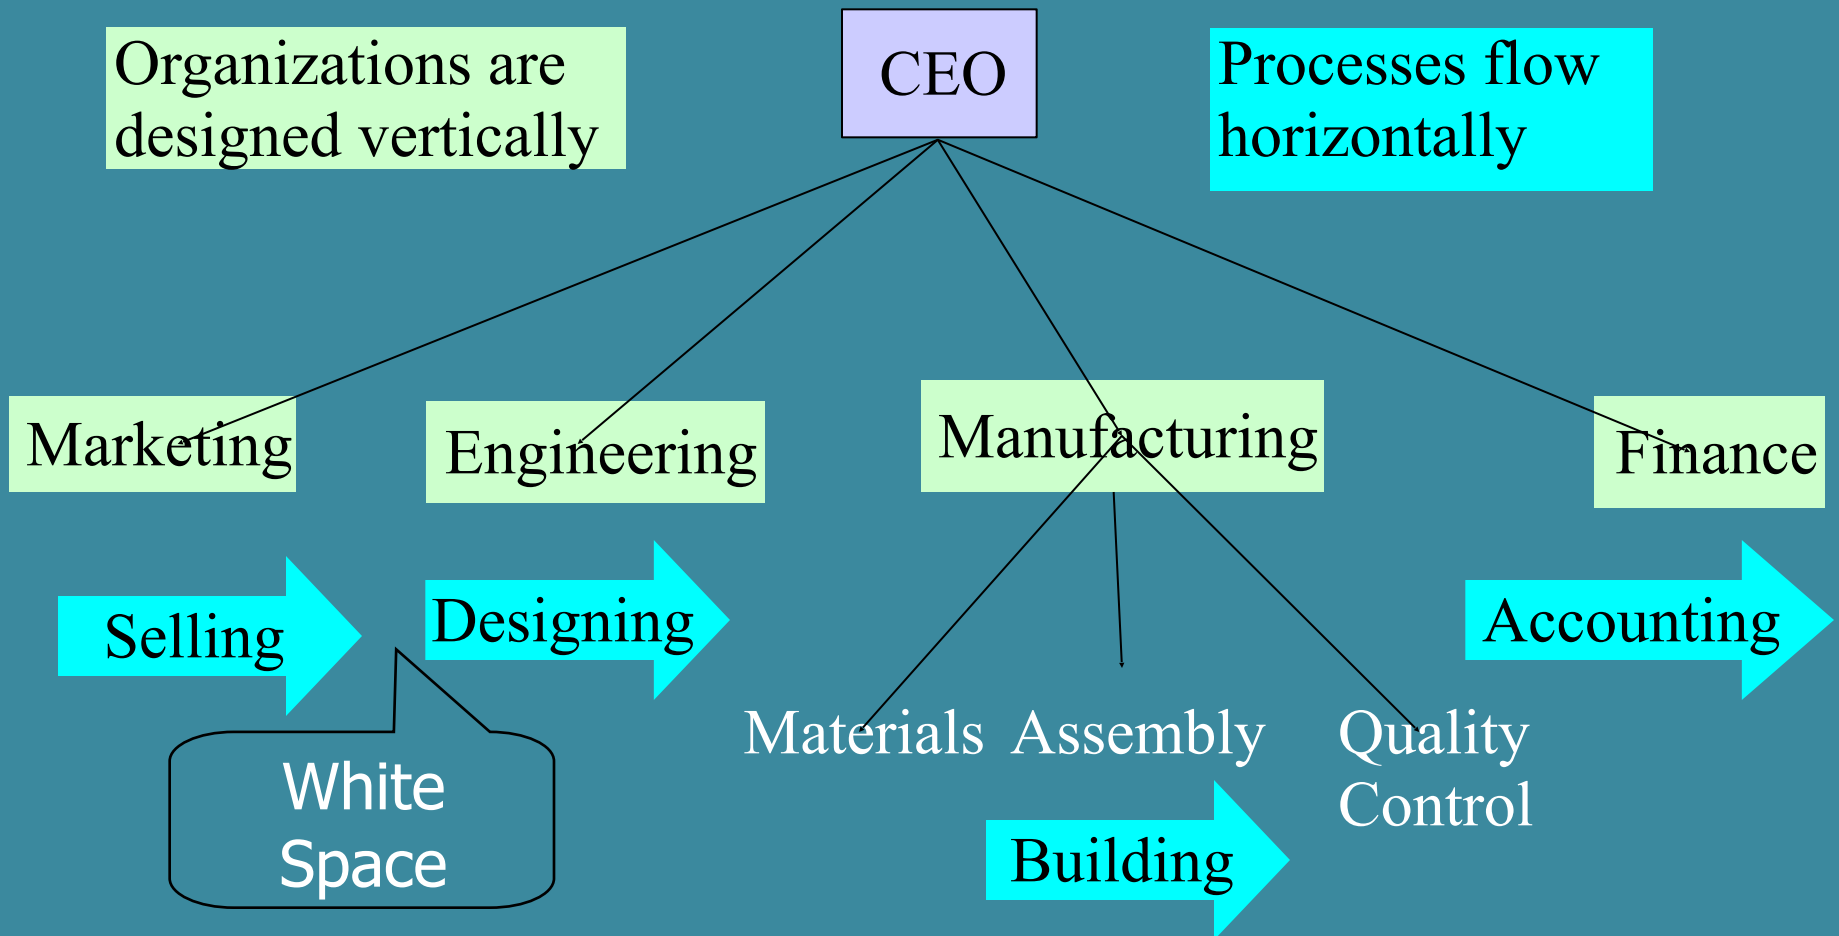 Organizations are
designed vertically
CEO
Processes flow
horizontally
Marketing
Engineering
Manufacturing
Finance
Selling
Designing
Accounting
White
Space
Materials
Assembly
Quality
Control
Building